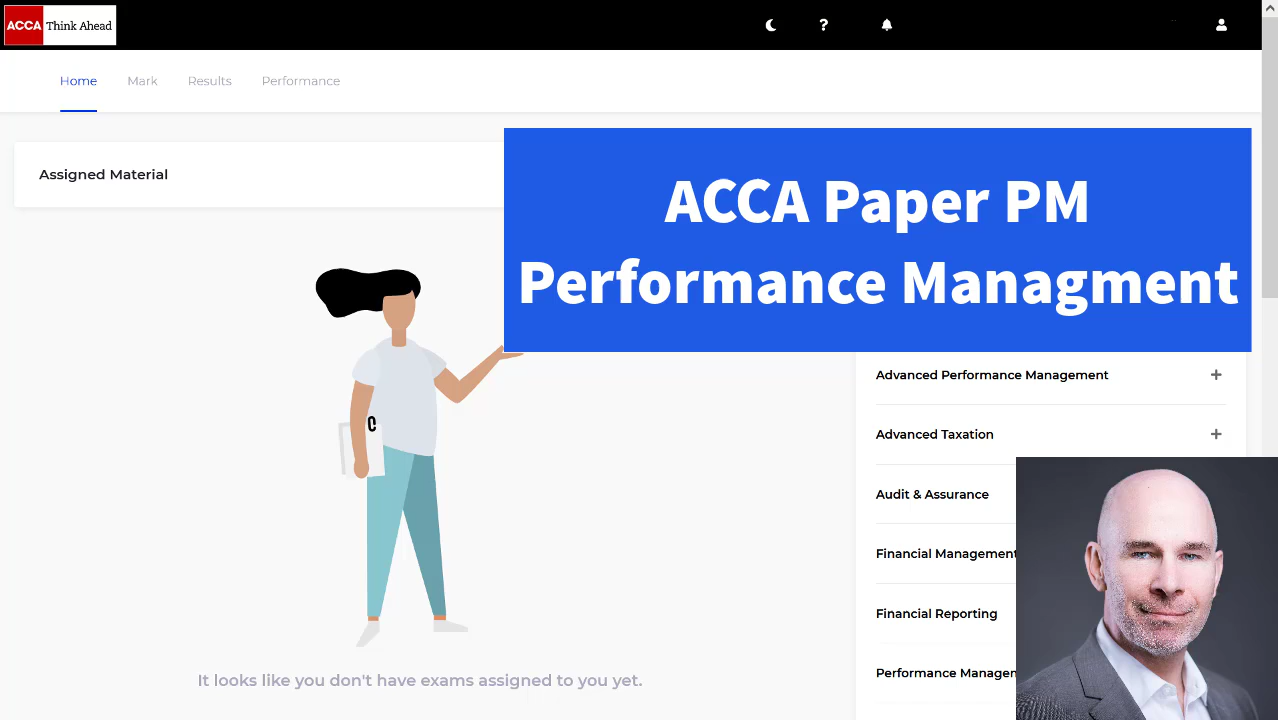 ACCA Think Ahead
Home Mark Results Performance
Assigned Material
ACCA Paper PM
Performance Managment
Advanced Performance Management
Advanced Taxation
Audit & Assurance
Financial Management
Financial Reporting
Performance Managen
It looks like you don't have exams assigned to you yet.